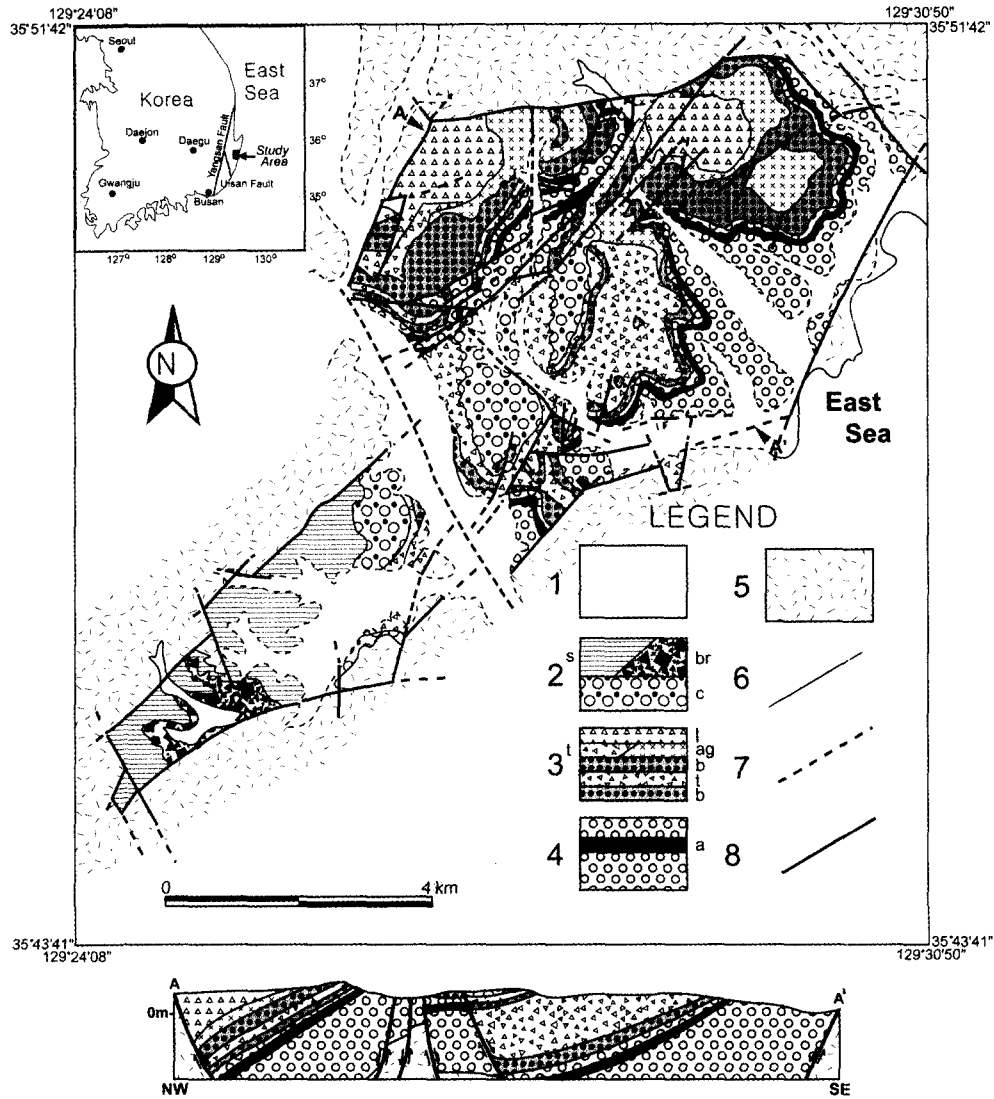 129°24'08"
129°30'50"
35°51'42"
35°51'42"
Seoul
East
Sea
Korea
37°
Daejon
Daegu
36°
Yangsan Fault
Study
Area
Gwangju
Ulsan Fault
35°
Busan
127°
128°
129°
130°
A
N
East
Sea
A'
LEGEND
1
5
2
s
br
c
6
3
t
l
ag
b
t
b
7
4
a
8
0
4 km
35°43'41"
35°43'41"
129°24'08"
129°30'50"
A
A'
0m
NW
SE